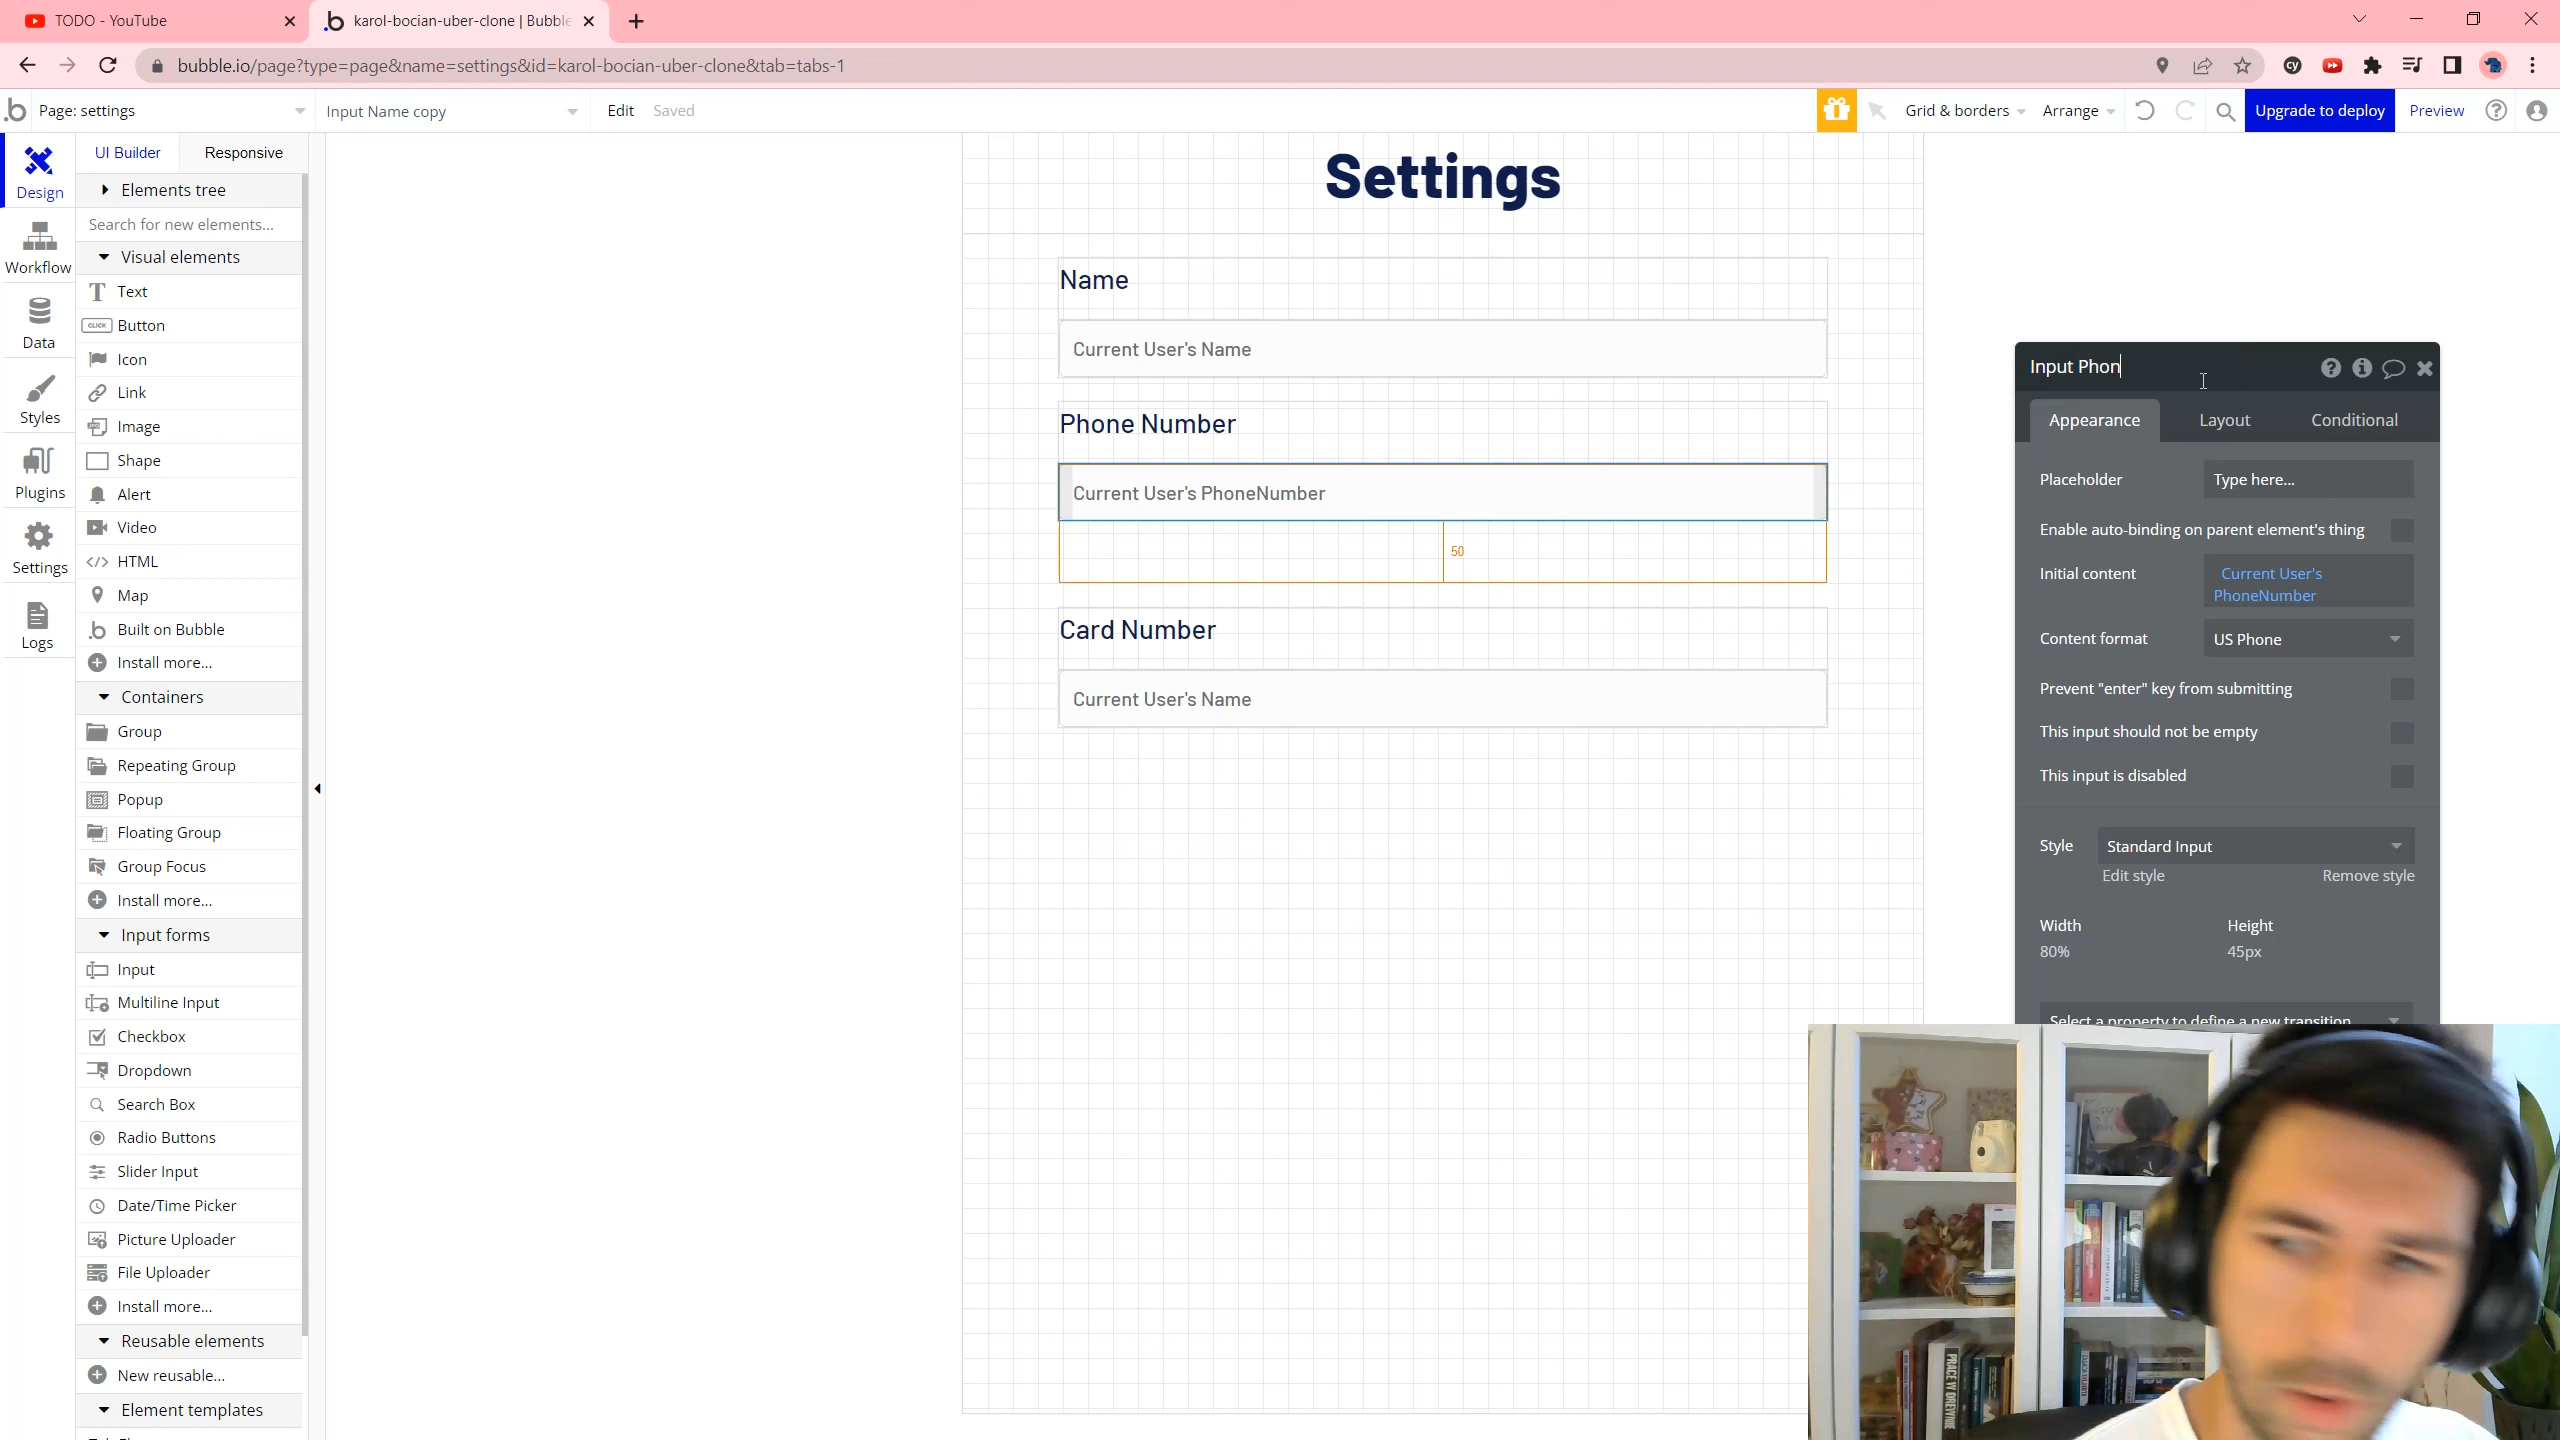 TODO - YouTube
karol-bocian-uber-clone | Bubble
bubble.io/page?type=page&name=settings&id=karol-bocian-uber-clone&tab=tabs-1
Page: settings
Input Name copy
Edit
Saved
Grid & borders
Arrange
Upgrade to deploy
Preview
Design
Workflow
Data
Styles
Plugins
Settings
Logs
UI Builder
Responsive
Elements tree
Search for new elements...
Visual elements
Text
CLICK Button
Icon
Link
Image
Shape
Alert
Video
HTML
Map
Built on Bubble
Install more...
Containers
Group
Repeating Group
Popup
Floating Group
Group Focus
Install more...
Input forms
Input
Multiline Input
Checkbox
Dropdown
Search Box
Radio Buttons
Slider Input
Date/Time Picker
Picture Uploader
File Uploader
Install more...
Reusable elements
New reusable...
Element templates
Settings
Name
Current User's Name
Phone Number
Current User's PhoneNumber
50
Card Number
Current User's Name
Input Phon
Appearance
Layout
Conditional
Placeholder
Type here...
Enable auto-binding on parent element's thing
Initial content
Current User's
PhoneNumber
Content format
US Phone
Prevent "enter" key from submitting
This input should not be empty
This input is disabled
Style
Standard Input
Edit style
Remove style
Width
Height
80%
45px
Select a property to define a new transition